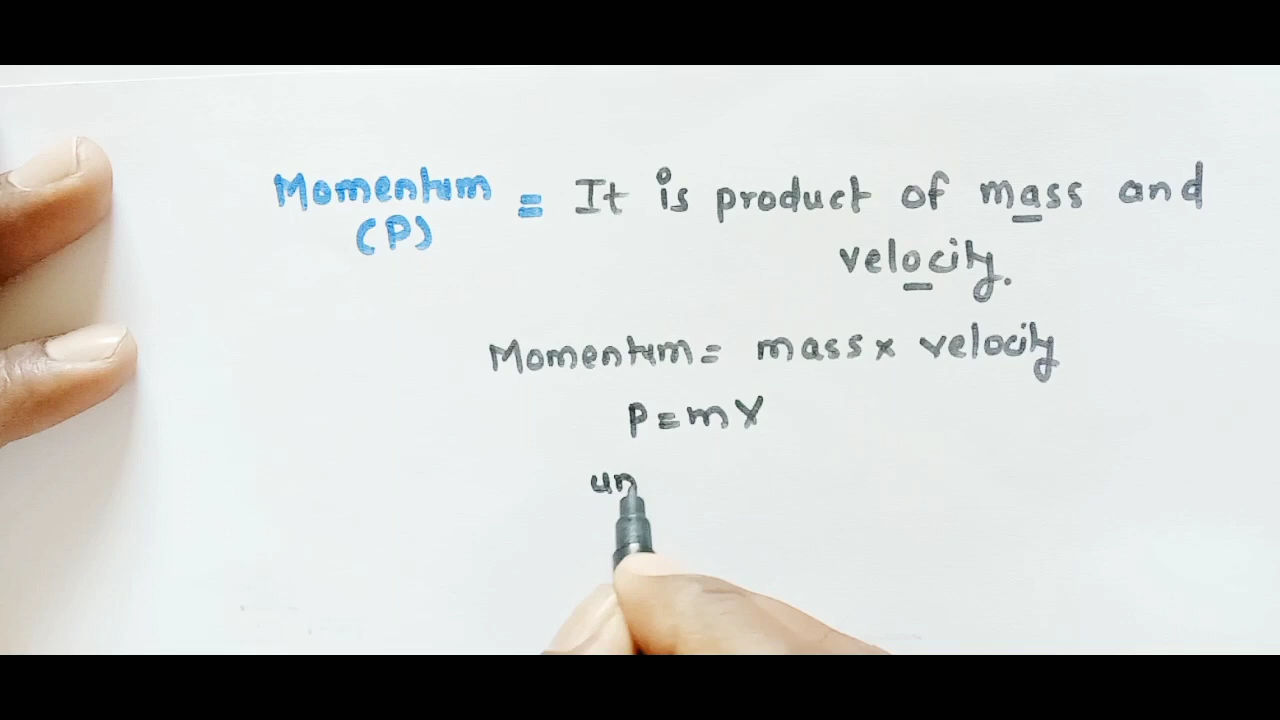 Momentum = It is product of mass and
(P)
velocity.
Momentum = mass x velocity
P = mv
un